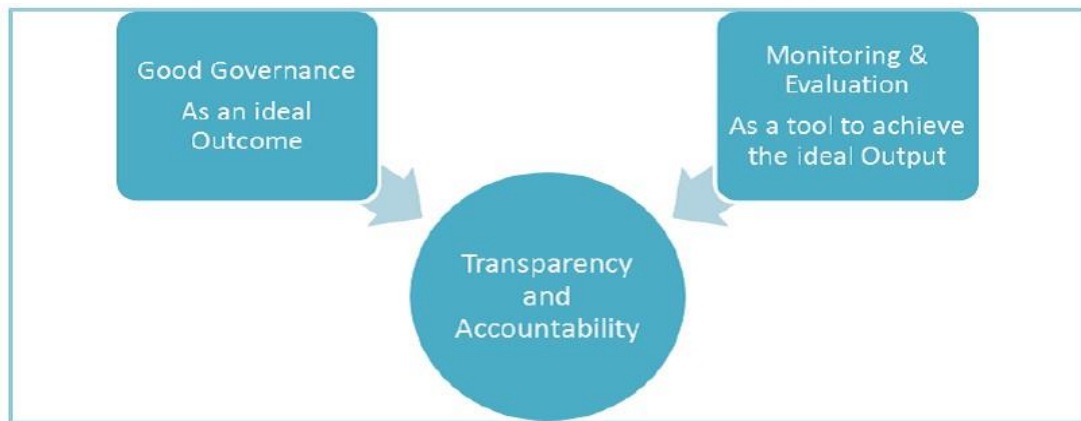 Good Governance
As an ideal
Outcome
Monitoring &
Evaluation
As a tool to achieve
the ideal Output
Transparency
and
Accountability